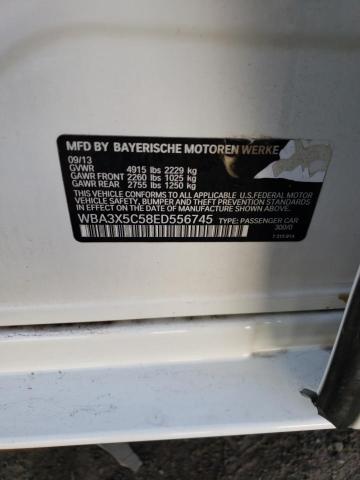 MFD BY BAYERISCHE MOTOREN WERKE
09/13
GVWR 4915 lbs 2229 kg
GAWR FRONT 2260 lbs 1025 kg
GAWR REAR 2755 lbs 1250 kg
THIS VEHICLE CONFORMS TO ALL APPLICABLE U.S.FEDERAL MOTOR
VEHICLE SAFETY, BUMPER AND THEFT PREVENTION STANDARDS IN
EFFECT ON THE DATE OF MANUFACTURE SHOWN ABOVE.
WBA3X5C58ED556745 TYPE: PASSENGER CAR
300/0